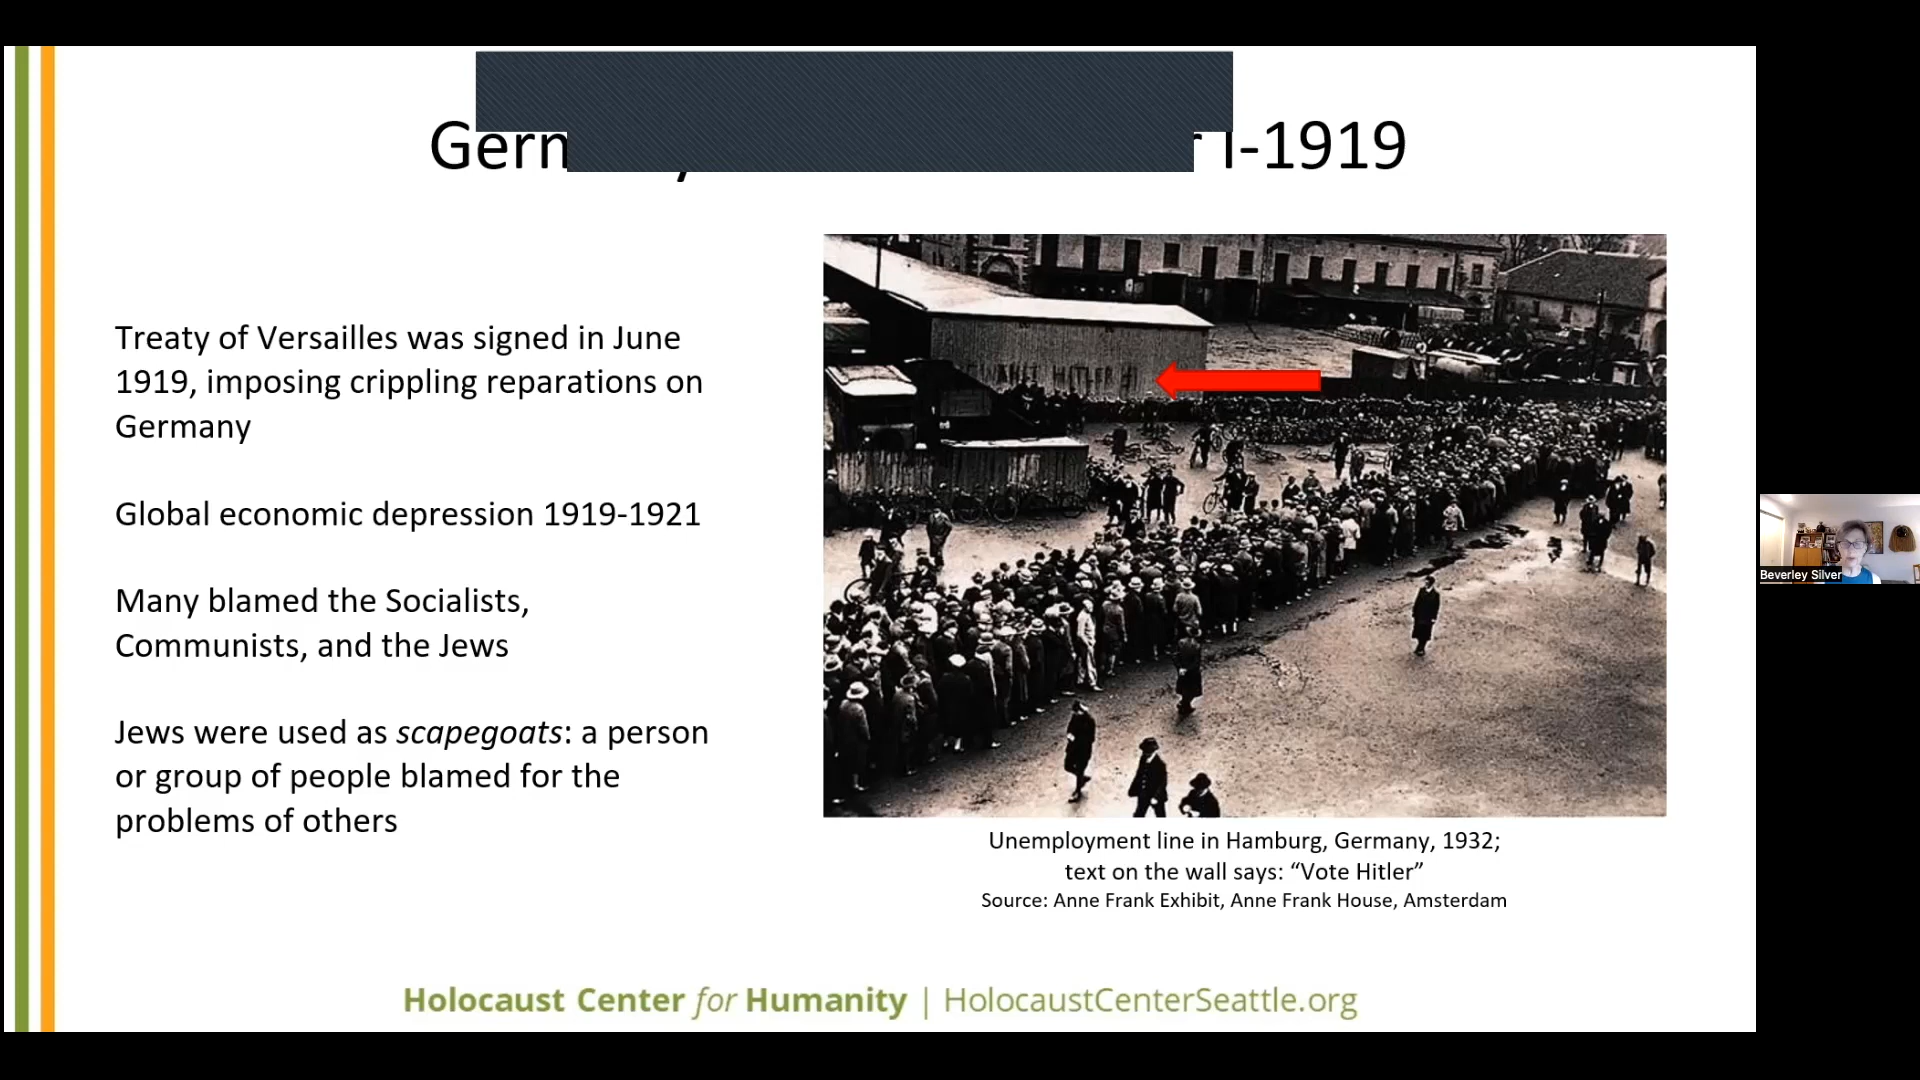 Germ r I-1919
Treaty of Versailles was signed in June
1919, imposing crippling reparations on
Germany
Global economic depression 1919-1921
Many blamed the Socialists,
Communists, and the Jews
Jews were used as scapegoats: a person
or group of people blamed for the
problems of others
HITLER
Unemployment line in Hamburg, Germany, 1932;
text on the wall says: “Vote Hitler”
Source: Anne Frank Exhibit, Anne Frank House, Amsterdam
Holocaust Center for Humanity | HolocaustCenterSeattle.org
Beverley Silver